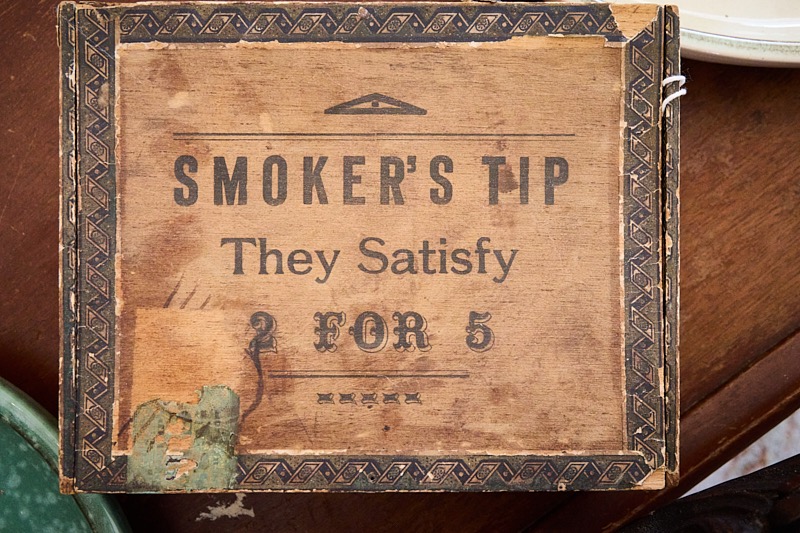 SMOKER'S TIP
They Satisfy
2 FOR 5